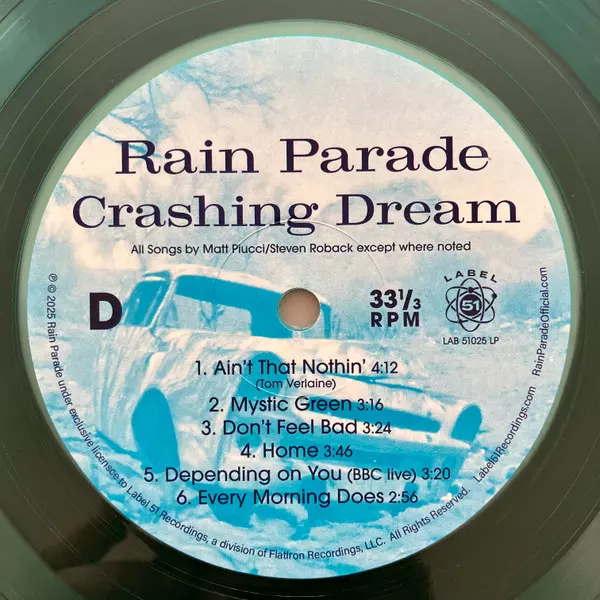 Rain Parade
Crashing Dream
All Songs by Matt Piucci/Steven Roback except where noted
D
33 1/3
RPM
LABEL
51
LAB 51025 LP
1. Ain't That Nothin' 4:12
(Tom Verlaine)
2. Mystic Green 3:16
3. Don't Feel Bad 3:24
4. Home 3:46
5. Depending on You (BBC live) 3:20
6. Every Morning Does 2:56
℗ © 2025 Rain Parade under exclusive licensce to Label 51 Recordings, a division of FlatIron Recordings, LLC. All Rights Reserved. Label51Recordings.com, RainParadeOfficial.com